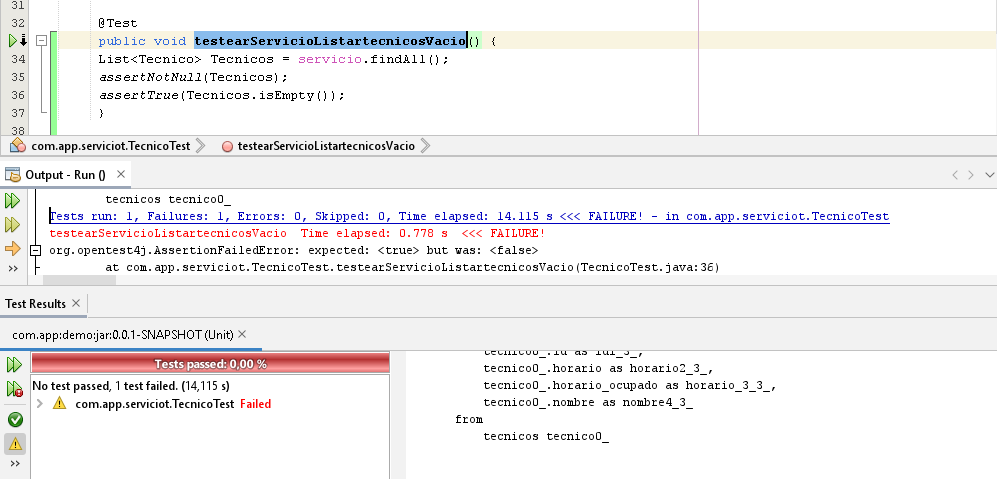 31
32 @Test
public void testearServicioListartecnicosVacio() {
34 List<Tecnico> Tecnicos = servicio.findAll();
35 assertNotNull(Tecnicos);
36 assertTrue(Tecnicos.isEmpty());
37 }
38
com.app.serviciot.TecnicoTest testearServicioListartecnicosVacio
Output - Run ()
tecnicos tecnico0_
Tests run: 1, Failures: 1, Errors: 0, Skipped: 0, Time elapsed: 14.115 s <<< FAILURE! - in com.app.serviciot.TecnicoTest
testearServicioListartecnicosVacio Time elapsed: 0.778 s <<< FAILURE!
org.opentest4j.AssertionFailedError: expected: <true> but was: <false>
at com.app.serviciot.TecnicoTest.testearServicioListartecnicosVacio(TecnicoTest.java:36)
Test Results
com.app:demo:jar:0.0.1-SNAPSHOT (Unit)
Tests passed: 0,00 %
No test passed, 1 test failed. (14,115 s)
com.app.serviciot.TecnicoTest Failed
tecnico0_.horario as horario2_3_,
tecnico0_.horario_ocupado as horario_3_3_,
tecnico0_.nombre as nombre4_3_
from
tecnicos tecnico0_